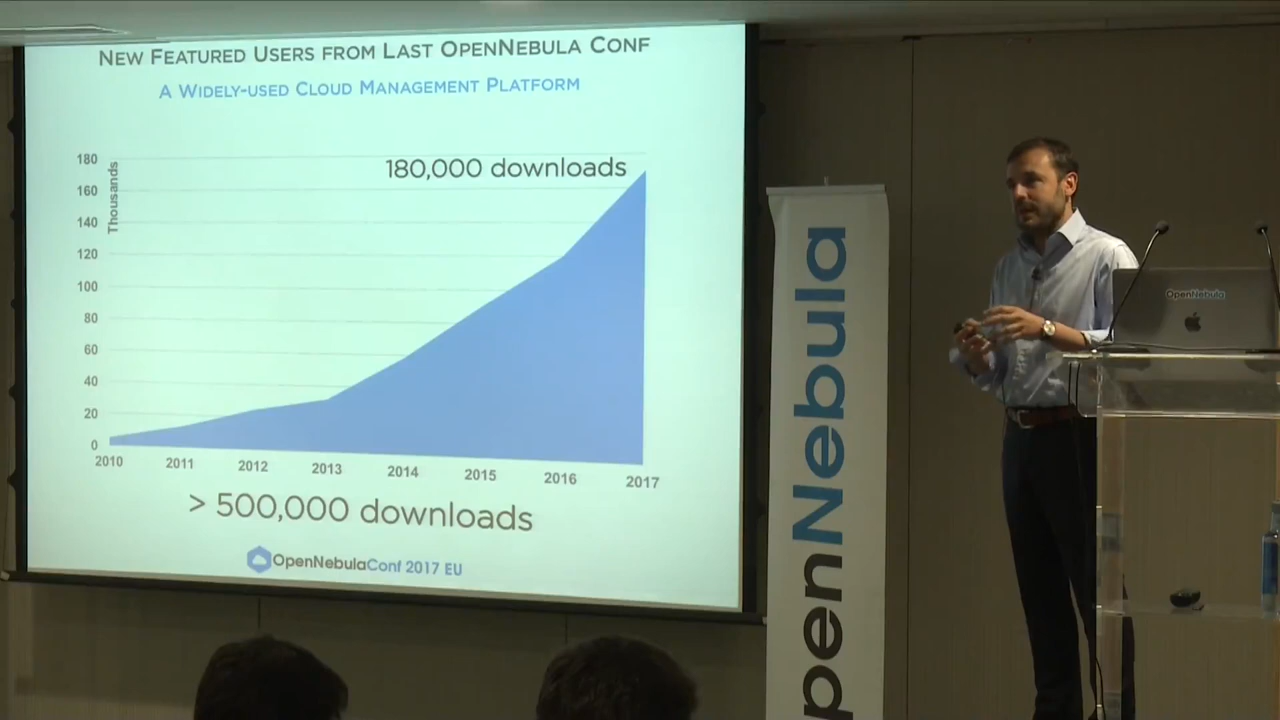 NEW FEATURED USERS FROM LAST OPENNEBULA CONF
A WIDELY-USED CLOUD MANAGEMENT PLATFORM
180
160
140
120
100
80
60
40
20
0
Thousands
180,000 downloads
2010 2011 2012 2013 2014 2015 2016 2017
> 500,000 downloads
OpenNebulaConf 2017 EU
penNebula
OpenNebula